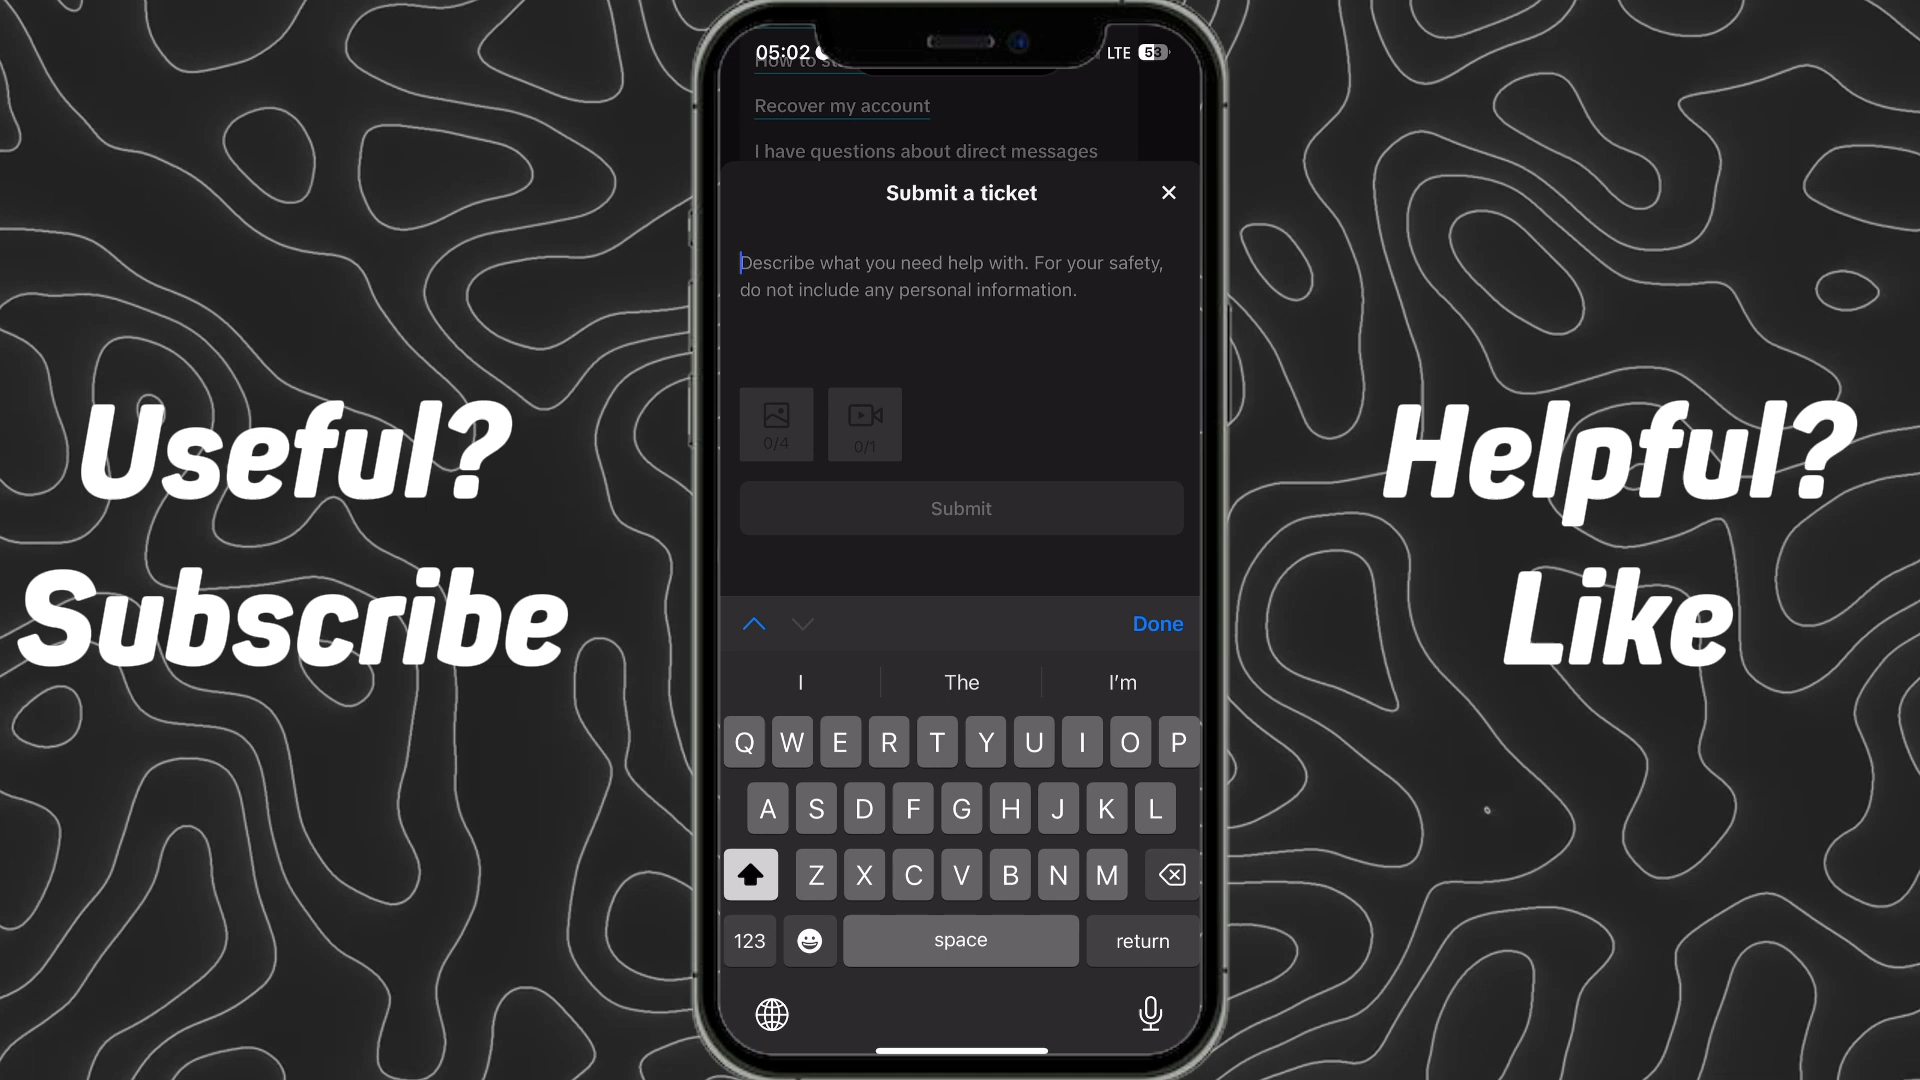 05:02
LTE 53
How to
Recover my account
I have questions about direct messages
Submit a ticket
Describe what you need help with. For your safety,
do not include any personal information.
0/4
0/1
Submit
Useful?
Subscribe
Helpful?
Like
Done
I The I'm
Q W E R T Y U I O P
A S D F G H J K L
Z X C V B N M
123 space return